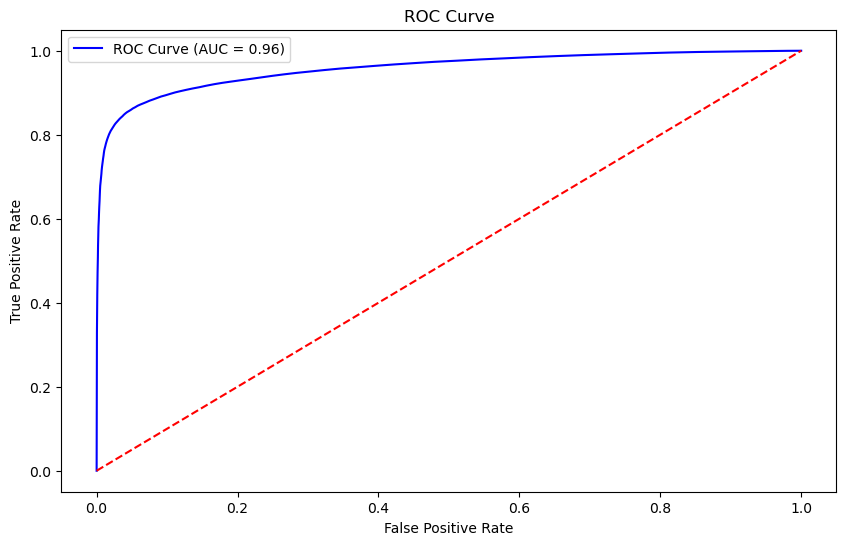 ROC Curve
ROC Curve (AUC = 0.96)
True Positive Rate
1.0
0.8
0.6
0.4
0.2
0.0
0.0 0.2 0.4 0.6 0.8 1.0
False Positive Rate